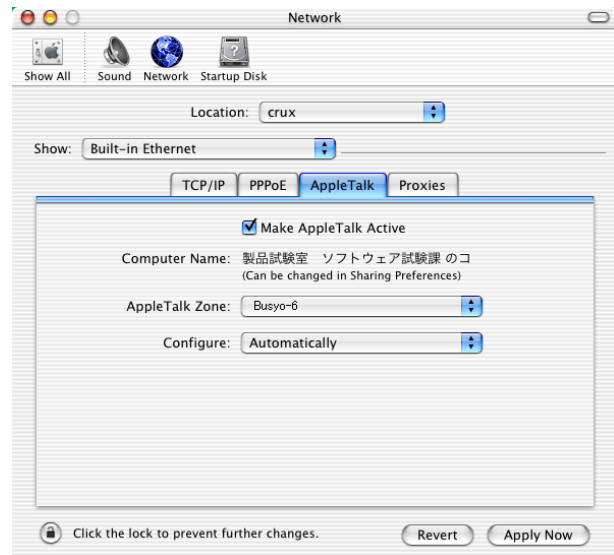 Network
Show All Sound Network Startup Disk
Location: crux
Show: Built-in Ethernet
TCP/IP PPPoE AppleTalk Proxies
Make AppleTalk Active
Computer Name: 製品試験室　ソフトウェア試験課 のコ
(Can be changed in Sharing Preferences)
AppleTalk Zone: Busyo-6
Configure: Automatically
Click the lock to prevent further changes. Revert Apply Now